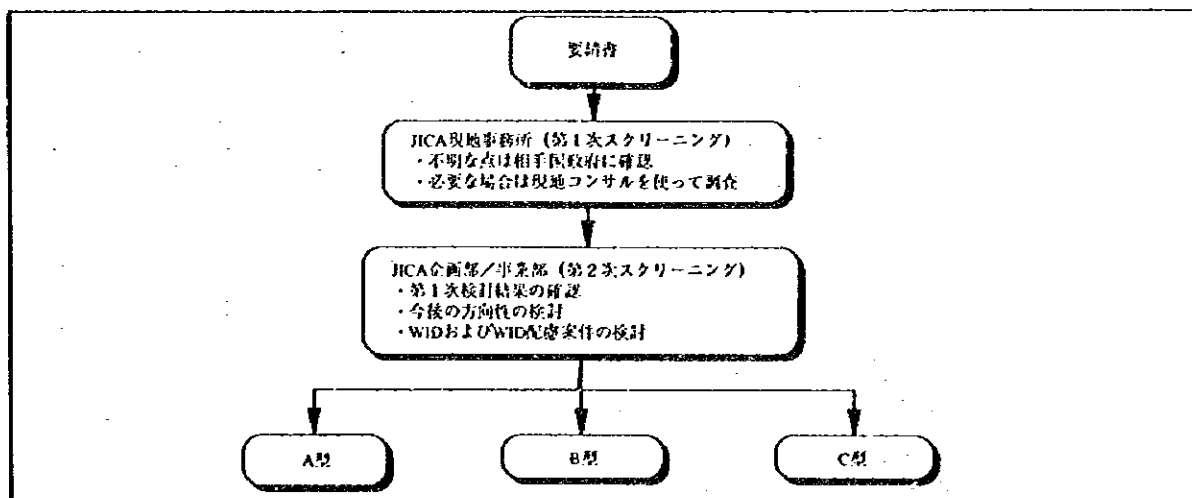 要請書
JICA現地事務所（第1次スクリーニング）
・不明な点は相手国政府に確認
・必要な場合は現地コンサルを使って調査
JICA企画部／事業部（第2次スクリーニング）
・第1次検討結果の確認
・今後の方向性の検討
・WIDおよびWID配慮案件の検討
A型
B型
C型